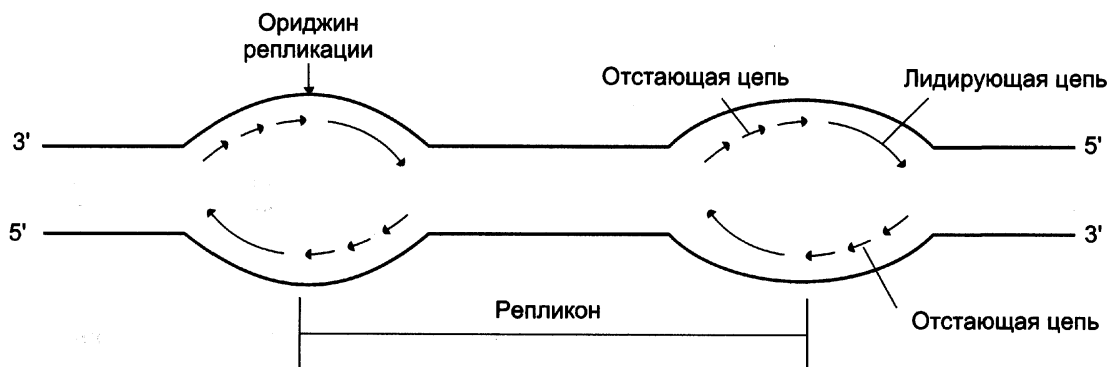 Ориджин
репликации
Отстающая цепь
Лидирующая цепь
3'
5'
5'
3'
Репликон
Отстающая цепь